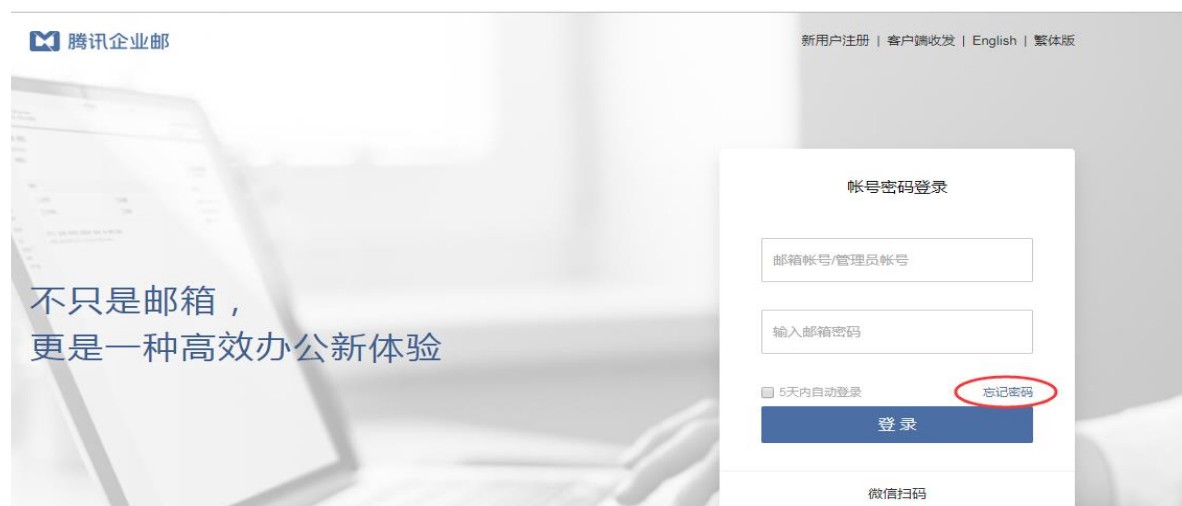 腾讯企业邮
新用户注册 | 客户端收发 | English | 繁体版
帐号密码登录
邮箱帐号/管理员帐号
不只是邮箱，
更是一种高效办公新体验
输入邮箱密码
5天内自动登录 忘记密码
登 录
微信扫码